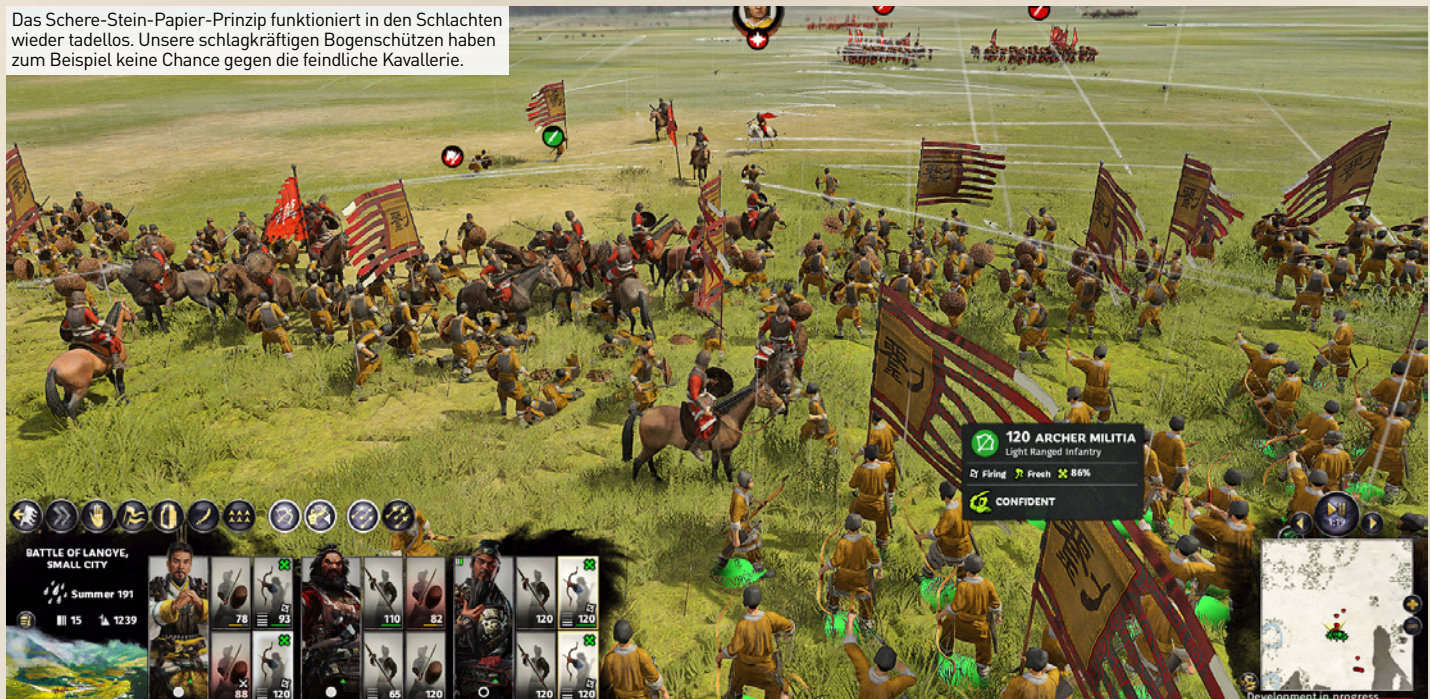 Das Schere-Stein-Papier-Prinzip funktioniert in den Schlachten
wieder tadellos. Unsere schlagkräftigen Bogenschützen haben
zum Beispiel keine Chance gegen die feindliche Kavallerie.
120 ARCHER MILITIA
Light Ranged Infantry
Firing Fresh 86%
CONFIDENT
1:19
BATTLE OF LANGYE,
SMALL CITY
Summer 191
15 1239
78 93 110 82 120 120
88 120 65 120 120 120
Development in progress